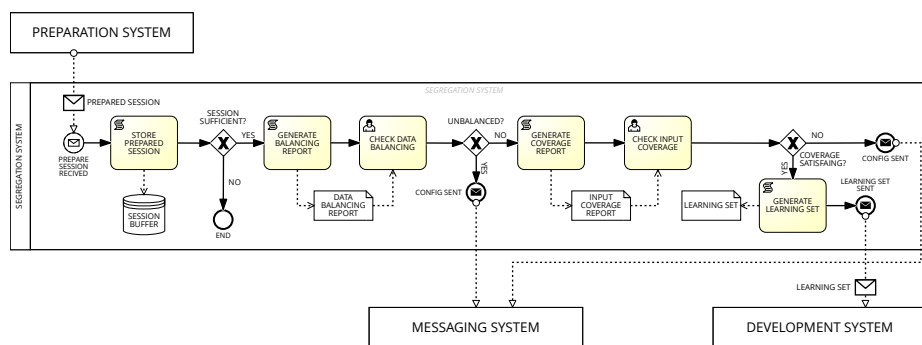 PREPARATION SYSTEM
SEGREGATION SYSTEM
SEGREGATION SYSTEM
PREPARED SESSION
PREPARE
SESSION
RECIVED
STORE
PREPARED
SESSION
SESSION
BUFFER
SESSION
SUFFICIENT?
YES
NO
END
GENERATE
BALANCING
REPORT
DATA
BALANCING
REPORT
CHECK DATA
BALANCING
UNBALANCED?
NO
YES
CONFIG SENT
GENERATE
COVERAGE
REPORT
INPUT
COVERAGE
REPORT
CHECK INPUT
COVERAGE
NO
COVERAGE
SATISFAING?
YES
CONFIG SENT
LEARNING SET
GENERATE
LEARNING SET
LEARNING SET
SENT
LEARNING SET
MESSAGING SYSTEM
DEVELOPMENT SYSTEM